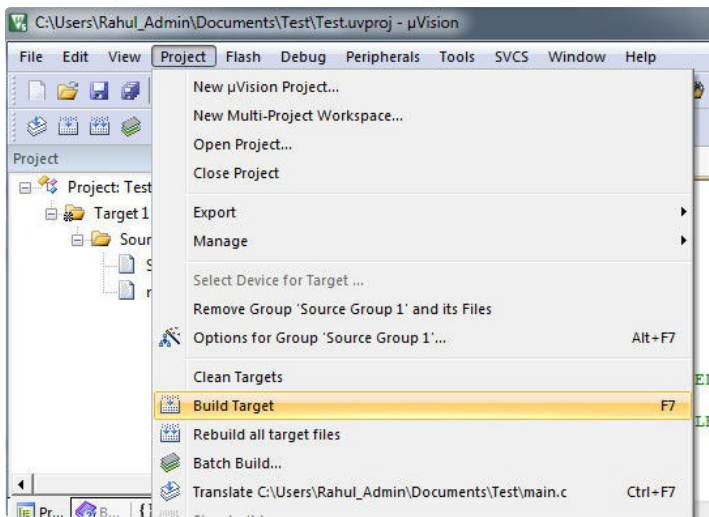 C:\Users\Rahul_Admin\Documents\Test\Test.uvproj - µVision
File Edit View Project Flash Debug Peripherals Tools SVCS Window Help
New µVision Project...
New Multi-Project Workspace...
Open Project...
Project
Close Project
Project: Test
Target 1
Export
Manage
Select Device for Target ...
Remove Group 'Source Group 1' and its Files
Options for Group 'Source Group 1'... Alt+F7
Clean Targets
Build Target F7
Rebuild all target files
Batch Build...
Translate C:\Users\Rahul_Admin\Documents\Test\main.c Ctrl+F7
Pr... B...